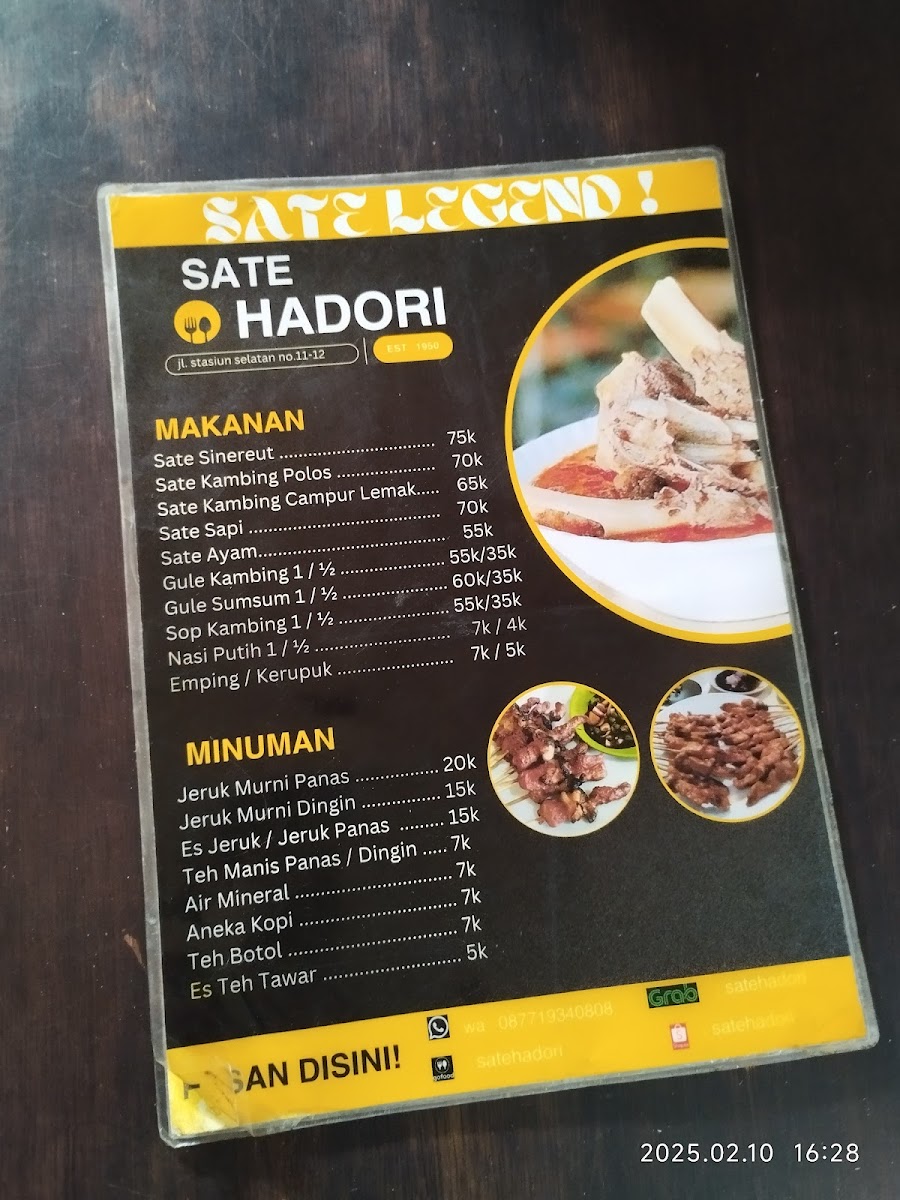 SATE LEGEND !
SATE
HADORI
jl. stasiun selatan no.11-12
EST 1950
MAKANAN
Sate Sinereut ........................................ 75k
Sate Kambing Polos ......................... 70k
Sate Kambing Campur Lemak..... 65k
Sate Sapi ................................................ 70k
Sate Ayam............................................... 55k
Gule Kambing 1 / ½ .......................... 55k/35k
Gule Sumsum 1 / ½ .......................... 60k/35k
Sop Kambing 1 / ½ ........................... 55k/35k
Nasi Putih 1 / ½ ................................. 7k / 4k
Emping / Kerupuk ............................. 7k / 5k
MINUMAN
Jeruk Murni Panas .................. 20k
Jeruk Murni Dingin ................. 15k
Es Jeruk / Jeruk Panas ......... 15k
Teh Manis Panas / Dingin ..... 7k
Air Mineral .................................. 7k
Aneka Kopi .................................. 7k
Teh Botol ..................................... 7k
Es Teh Tawar ............................. 5k
SAN DISINI!
wa 087719340808
gofood
satehadori
Grab
satehadori
satehadori
2025.02.10 16:28